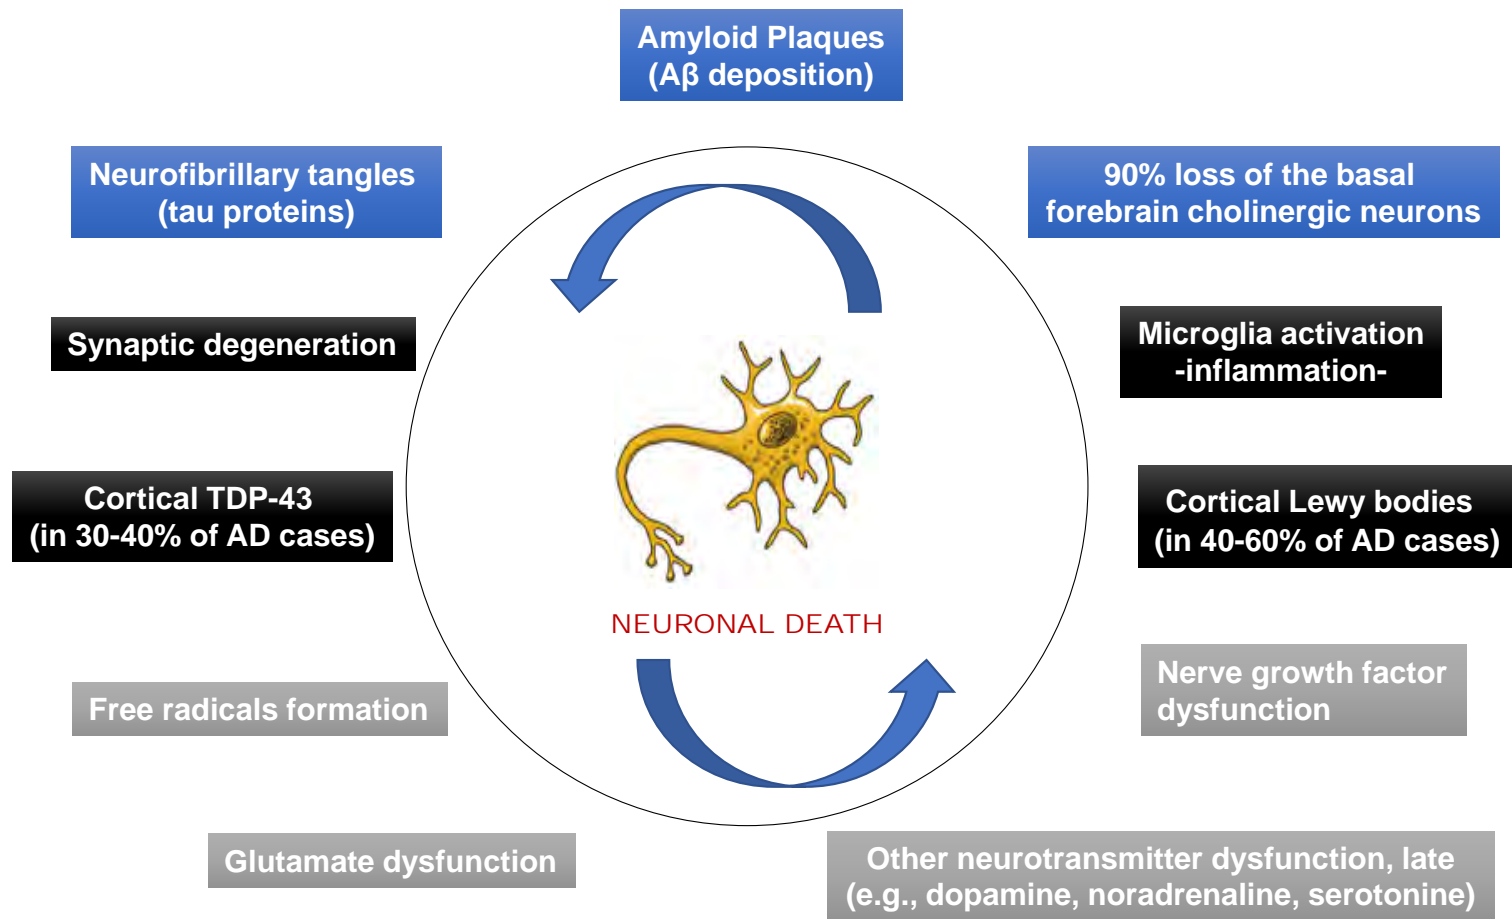 Amyloid Plaques
(Aβ deposition)
Neurofibrillary tangles
(tau proteins)
90% loss of the basal
forebrain cholinergic neurons
Synaptic degeneration
Microglia activation
-inflammation-
Cortical TDP-43
(in 30-40% of AD cases)
Cortical Lewy bodies
(in 40-60% of AD cases)
NEURONAL DEATH
Free radicals formation
Nerve growth factor
dysfunction
Glutamate dysfunction
Other neurotransmitter dysfunction, late
(e.g., dopamine, noradrenaline, serotonine)